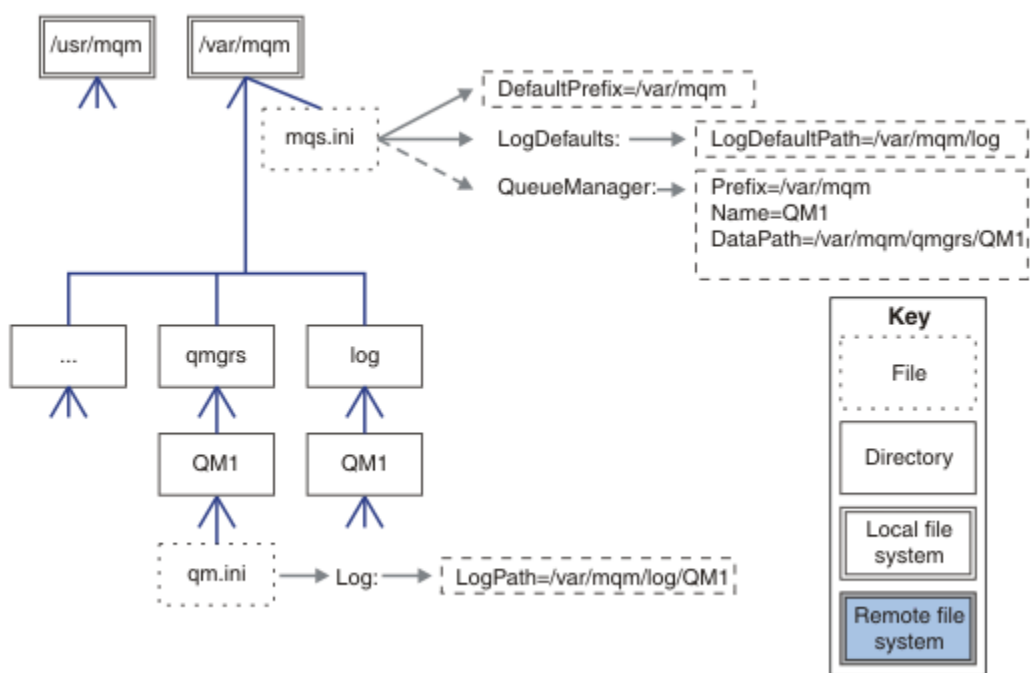 /usr/mqm
/var/mqm
mqs.ini
DefaultPrefix=/var/mqm
LogDefaults:
LogDefaultPath=/var/mqm/log
QueueManager:
Prefix=/var/mqm
Name=QM1
DataPath=/var/mqm/qmgrs/QM1
...
qmgrs
log
QM1
QM1
qm.ini
Log:
LogPath=/var/mqm/log/QM1
Key
File
Directory
Local file
system
Remote file
system